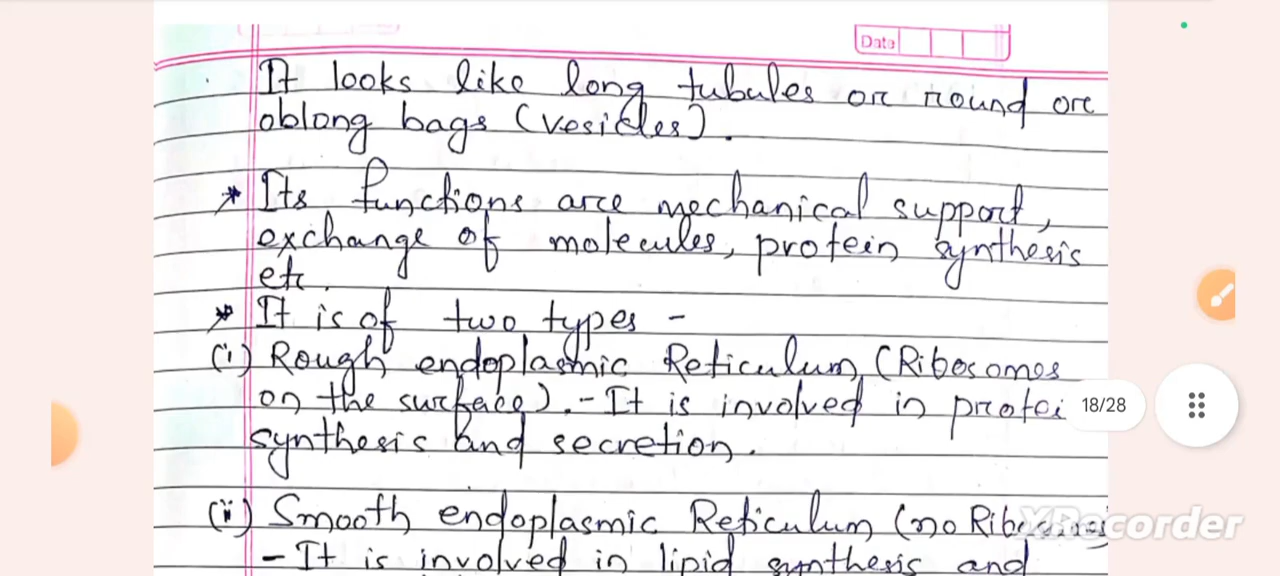 Date
It looks like long tubules or round or
oblong bags (vesicles).
* Its functions are mechanical support,
exchange of molecules, protein synthesis
etc.
* It is of two types -
(i) Rough endoplasmic Reticulum (Ribosomes
on the surface). - It is involved in protei
18/28
synthesis and secretion.
(ii) Smooth endoplasmic Reticulum (no
XRecorder
- It is involved in lipid synthesis and